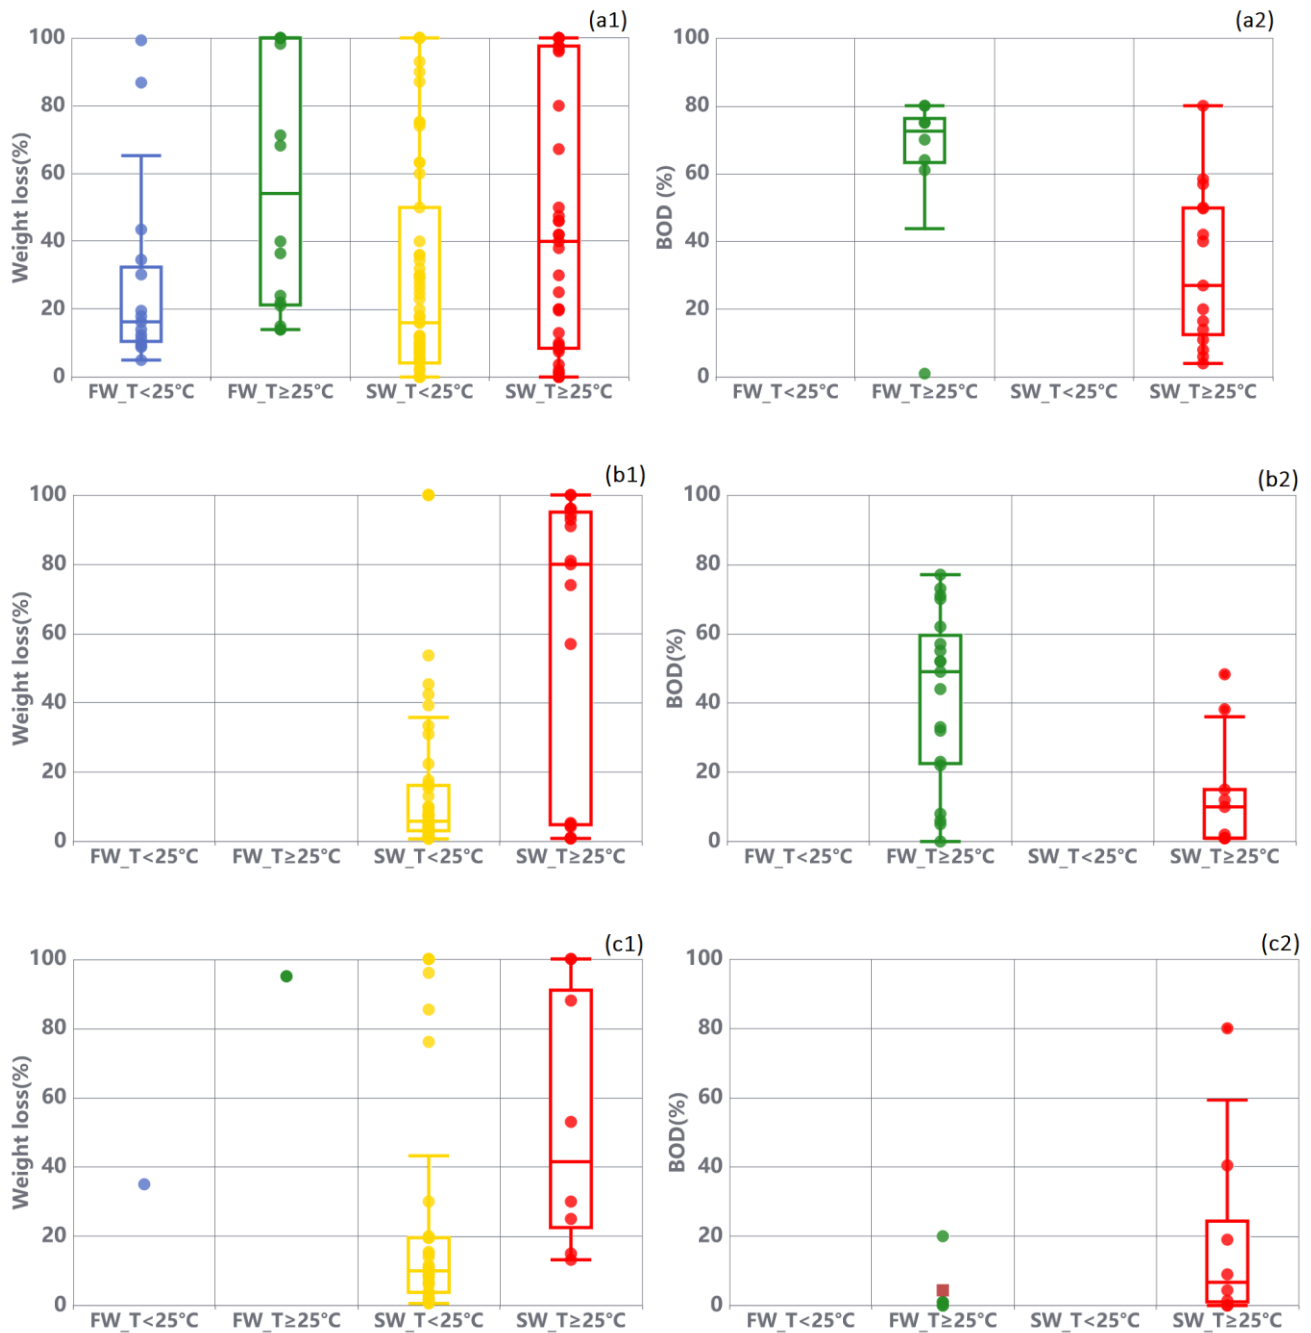 (a1)
100
80
60
40
20
0
Weight loss(%)
FW_T<25°C
FW_T≥25°C
SW_T<25°C
SW_T≥25°C
(a2)
100
80
60
40
20
0
BOD (%)
FW_T<25°C
FW_T≥25°C
SW_T<25°C
SW_T≥25°C
(b1)
100
80
60
40
20
0
Weight loss(%)
FW_T<25°C
FW_T≥25°C
SW_T<25°C
SW_T≥25°C
(b2)
100
80
60
40
20
0
BOD(%)
FW_T<25°C
FW_T≥25°C
SW_T<25°C
SW_T≥25°C
(c1)
100
80
60
40
20
0
Weight loss(%)
FW_T<25°C
FW_T≥25°C
SW_T<25°C
SW_T≥25°C
(c2)
100
80
60
40
20
0
BOD(%)
FW_T<25°C
FW_T≥25°C
SW_T<25°C
SW_T≥25°C